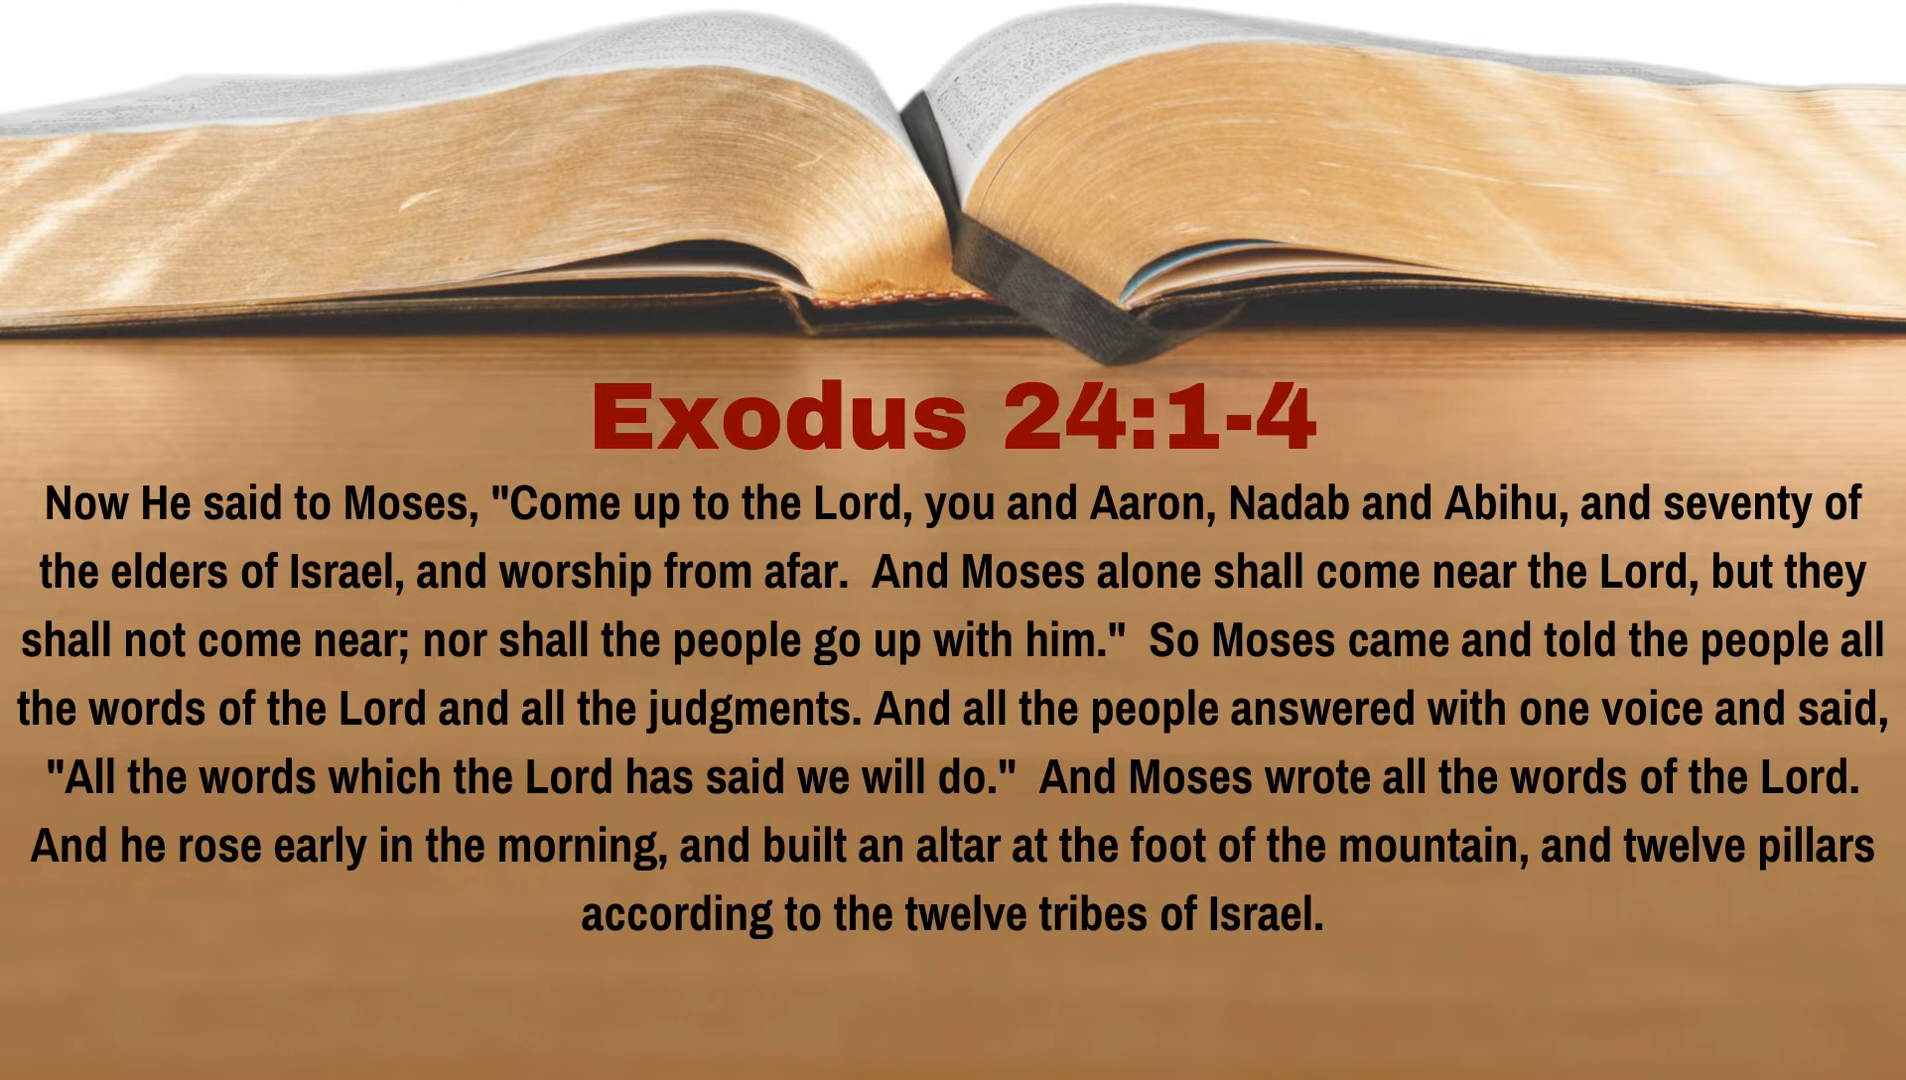 Exodus 24:1-4
Now He said to Moses, "Come up to the Lord, you and Aaron, Nadab and Abihu, and seventy of
the elders of Israel, and worship from afar.  And Moses alone shall come near the Lord, but they
shall not come near; nor shall the people go up with him."  So Moses came and told the people all
the words of the Lord and all the judgments. And all the people answered with one voice and said,
"All the words which the Lord has said we will do."  And Moses wrote all the words of the Lord.
And he rose early in the morning, and built an altar at the foot of the mountain, and twelve pillars
according to the twelve tribes of Israel.